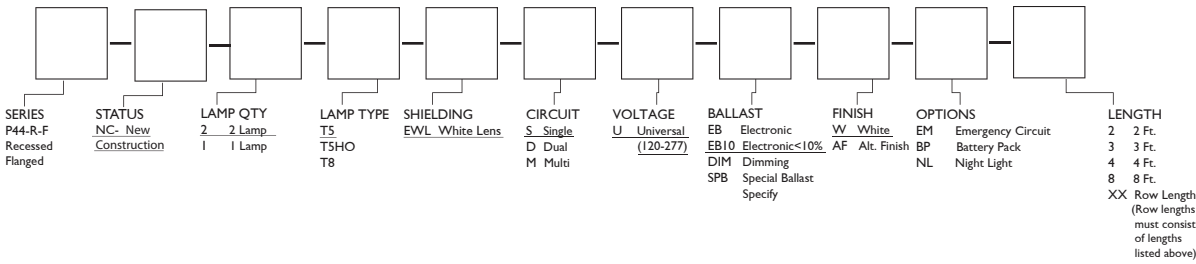 SERIES
P44-R-F
Recessed
Flanged
STATUS
NC- New
Construction
LAMP QTY
2 2 Lamp
1 1 Lamp
LAMP TYPE
T5
T5HO
T8
SHIELDING
EWL White Lens
CIRCUIT
S Single
D Dual
M Multi
VOLTAGE
U Universal
(120-277)
BALLAST
EB Electronic
EB10 Electronic<10%
DIM Dimming
SPB Special Ballast
Specify
FINISH
W White
AF Alt. Finish
OPTIONS
EM Emergency Circuit
BP Battery Pack
NL Night Light
LENGTH
2 2 Ft.
3 3 Ft.
4 4 Ft.
8 8 Ft.
XX Row Length
(Row lengths
must consist
of lengths
listed above)